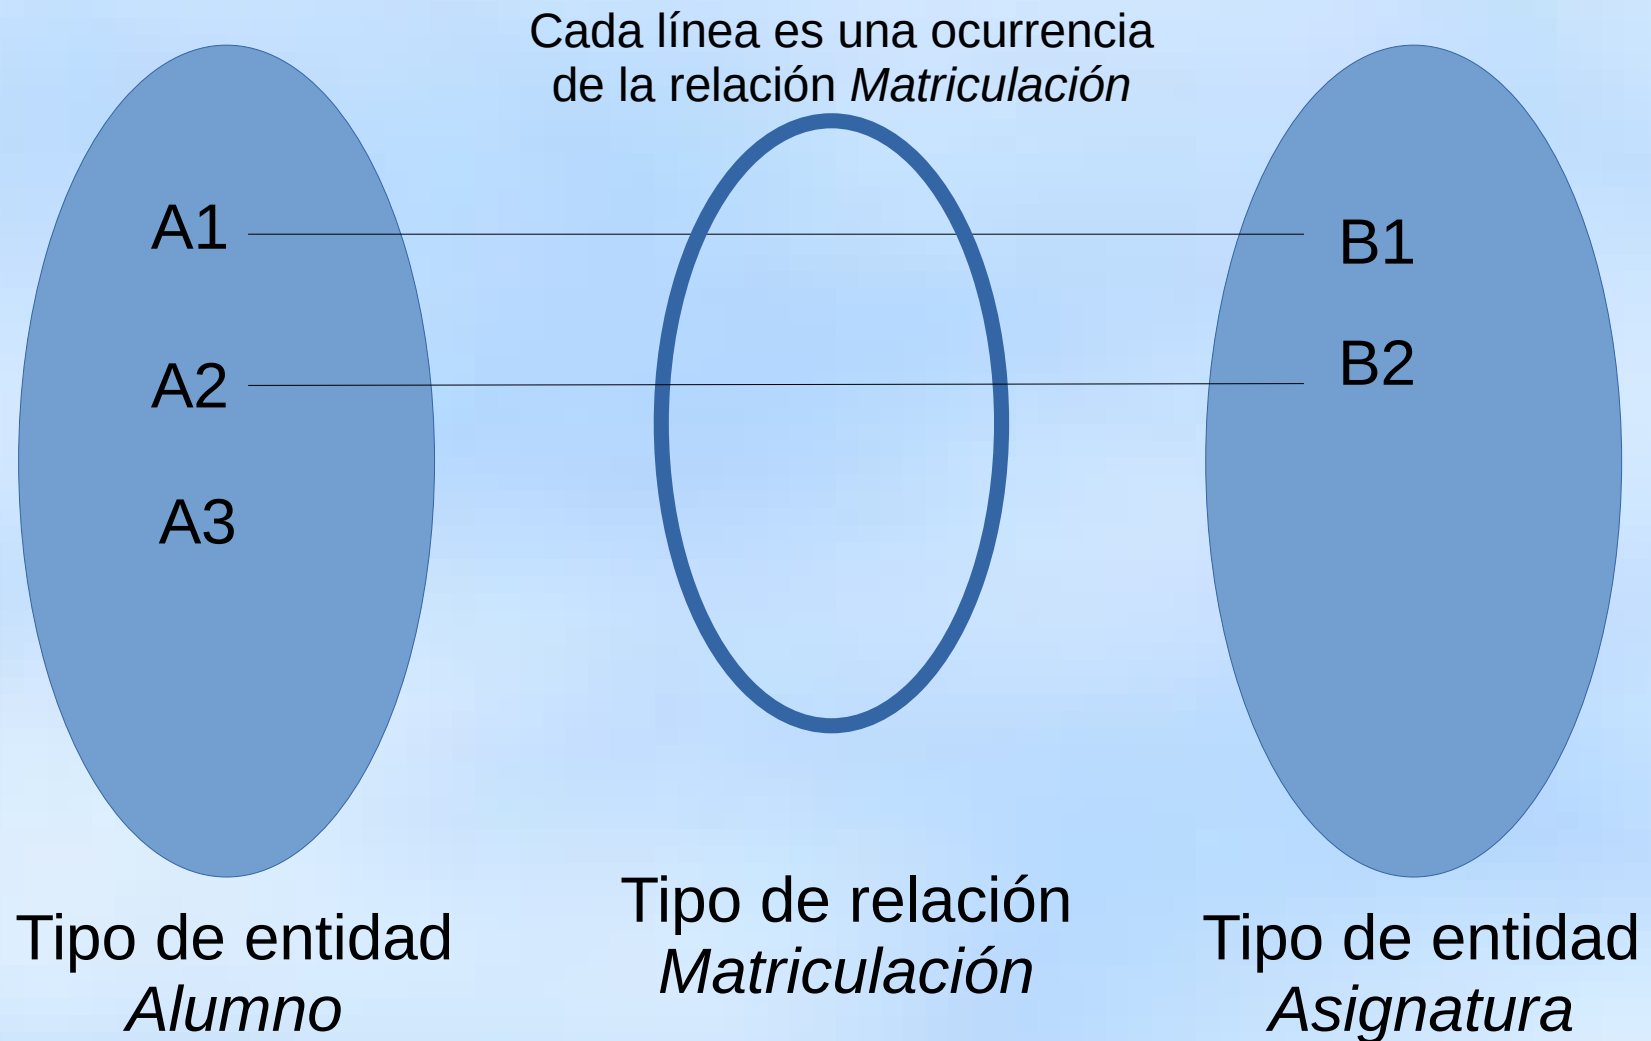 Cada línea es una ocurrencia
de la relación Matriculación
A1
B1
A2
B2
A3
Tipo de entidad
Alumno
Tipo de relación
Matriculación
Tipo de entidad
Asignatura